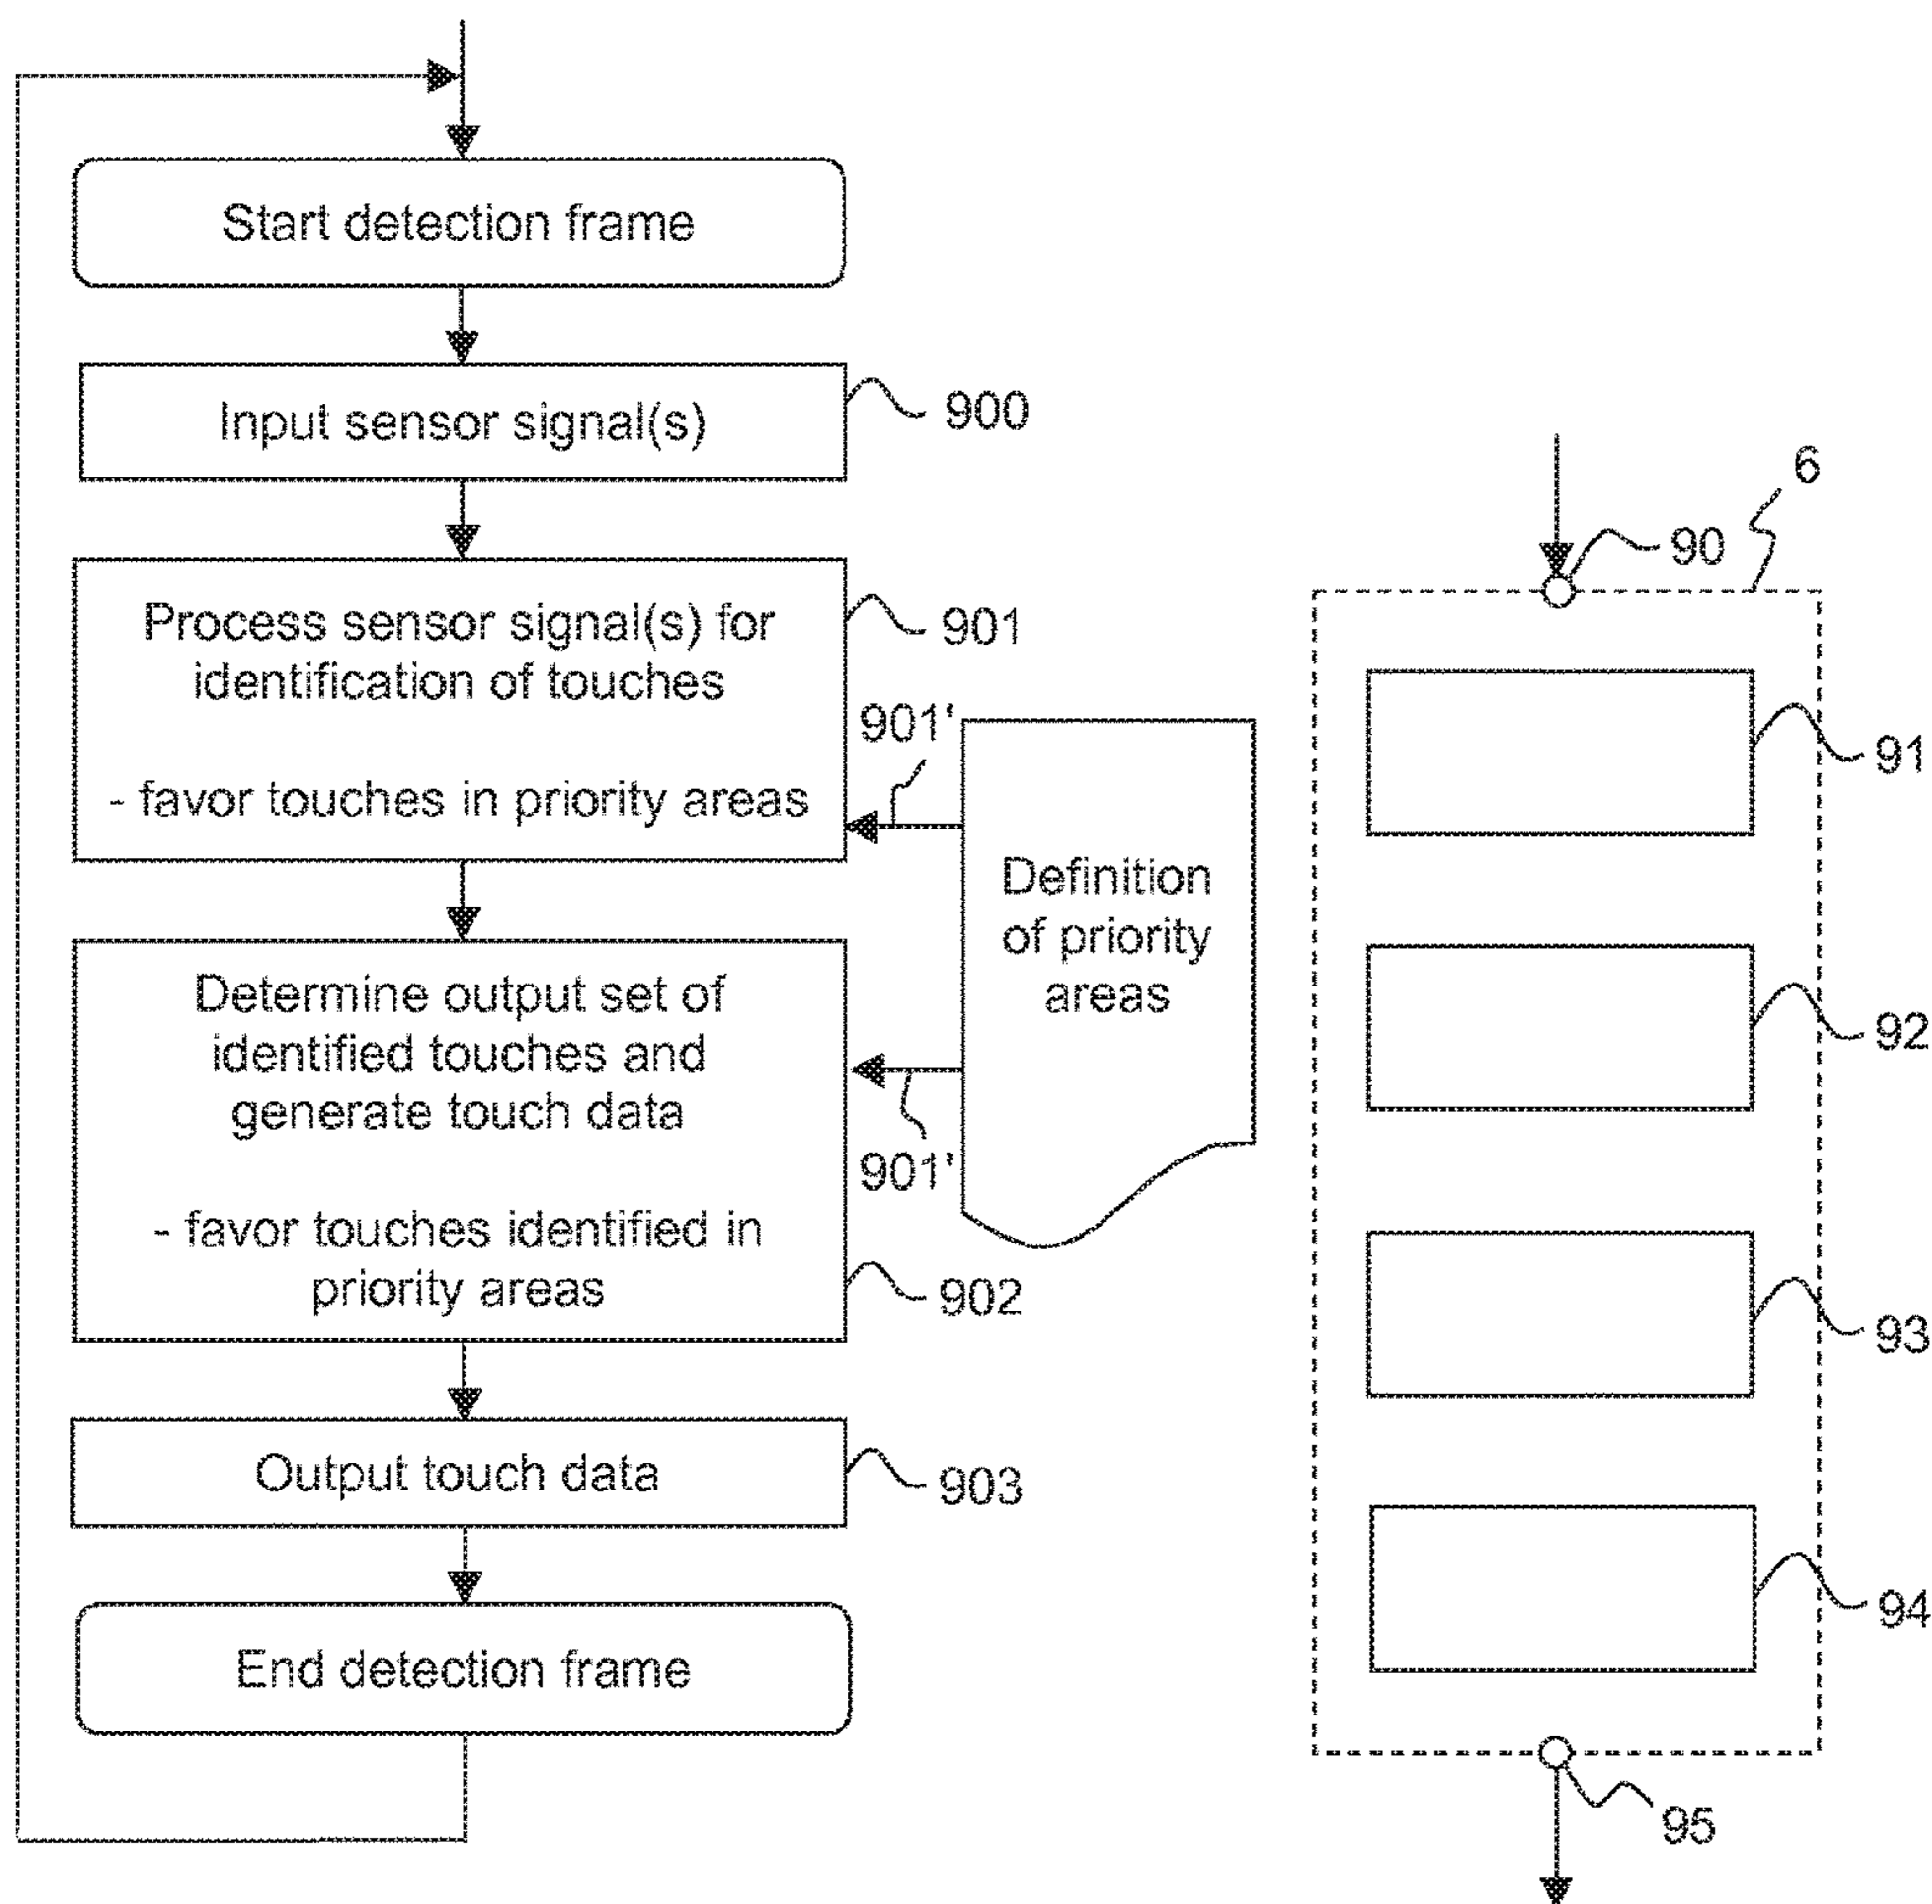 Start detection frame
Input sensor signal(s)
900
Process sensor signal(s) for
identification of touches
- favor touches in priority areas
901
901'
Definition
of priority
areas
Determine output set of
identified touches and
generate touch data
- favor touches identified in
priority areas
901'
902
Output touch data
903
End detection frame
6
90
91
92
93
94
95